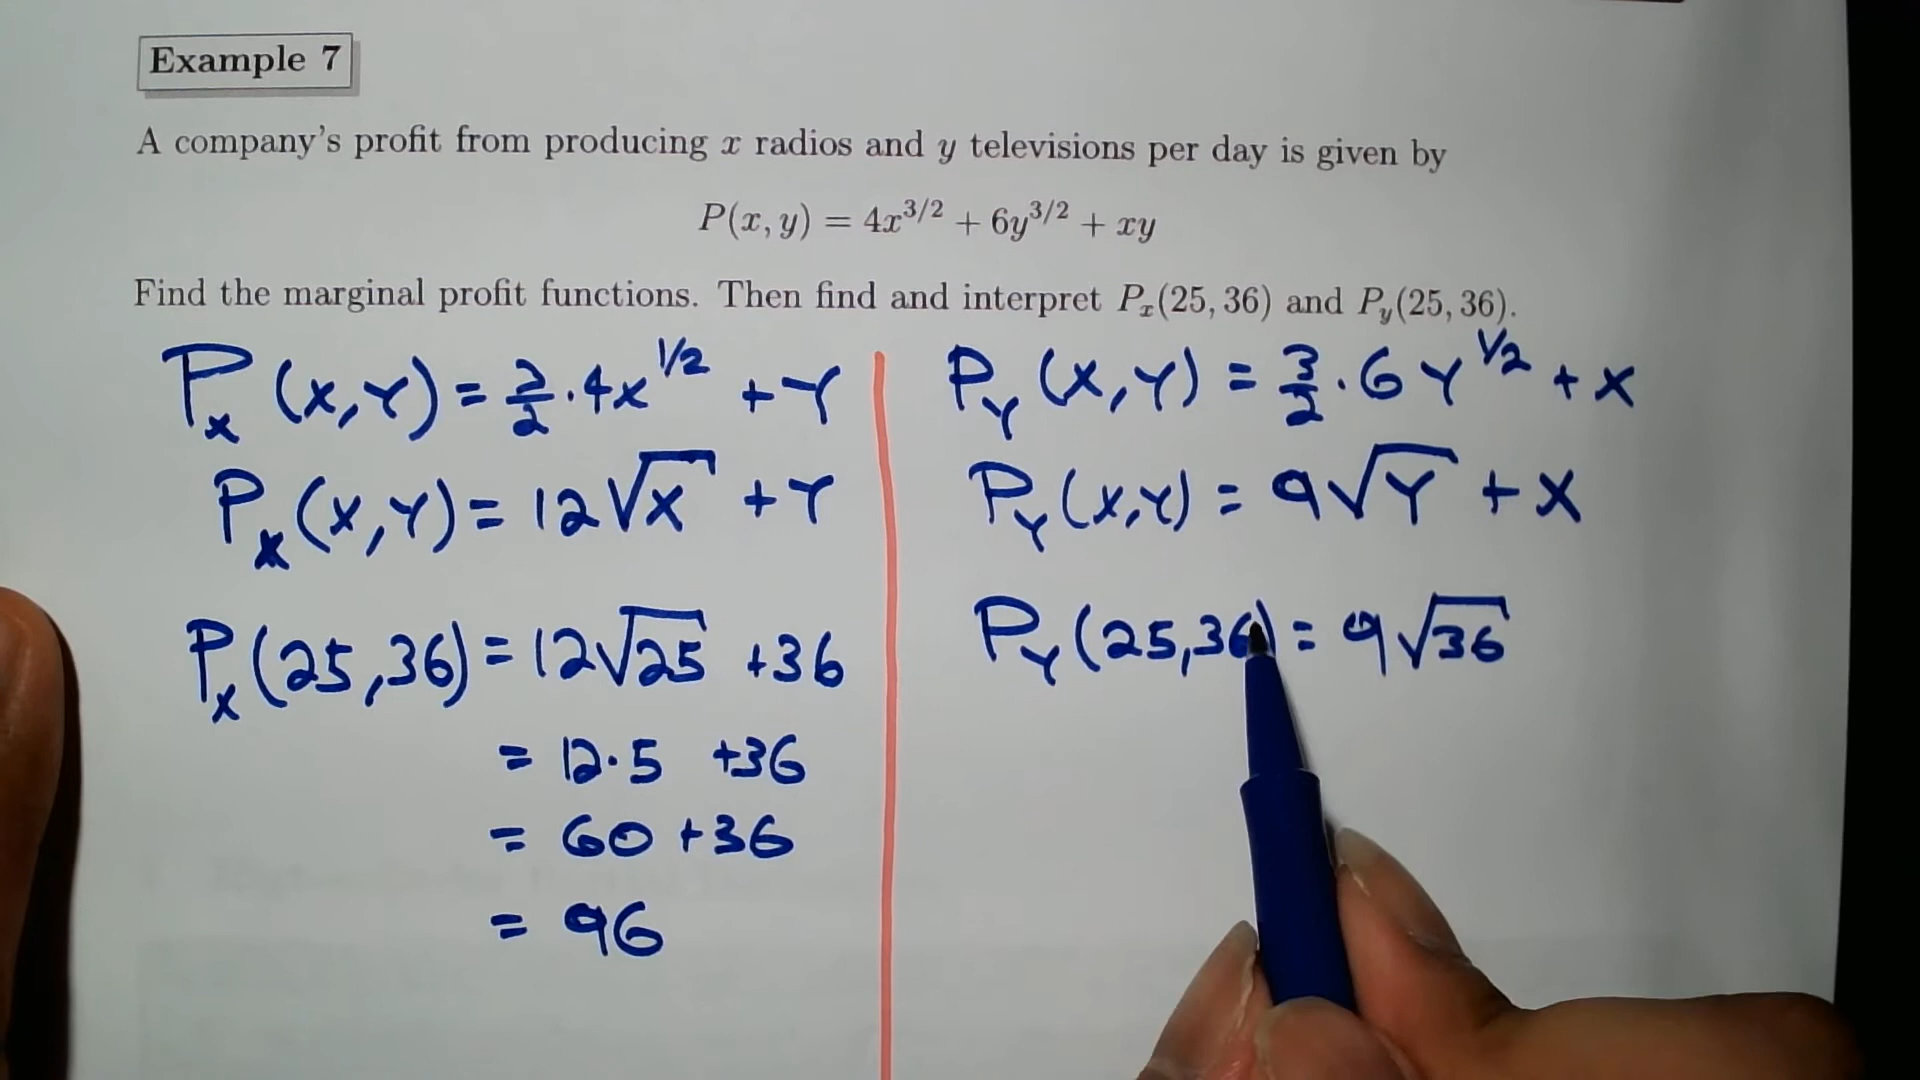 Example 7
A company's profit from producing x radios and y televisions per day is given by
P(x, y) = 4x^{3/2} + 6y^{3/2} + xy
Find the marginal profit functions. Then find and interpret P_x(25, 36) and P_y(25, 36).
P_x (x,y) = 3/2 · 4x^{1/2} + y
P_x (x,y) = 12√x + y
P_x (25,36) = 12√25 + 36
= 12·5 +36
= 60 +36
= 96
P_y (x,y) = 3/2 · 6y^{1/2} + x
P_y (x,y) = 9√y + x
P_y (25,36) = 9√36